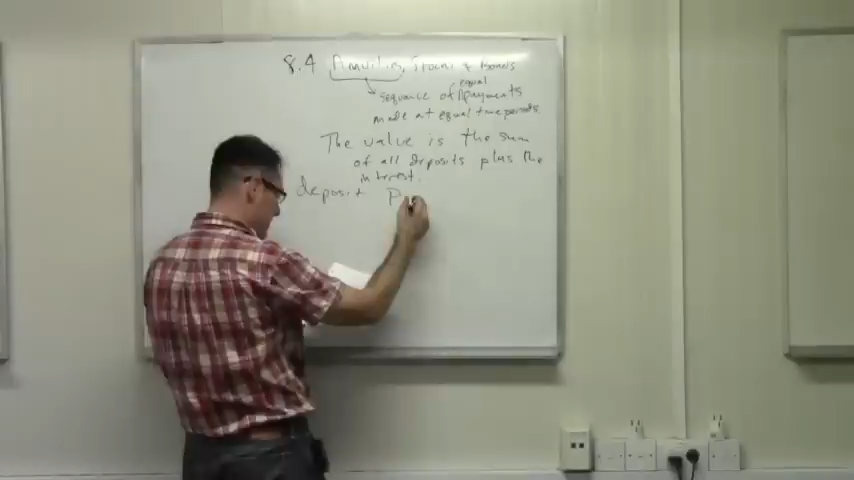 8.4 Annuities, Stocks & Bonds
equal
sequence of payments
made at equal time periods.
The value is the sum
of all deposits plus the
interest.
deposit P